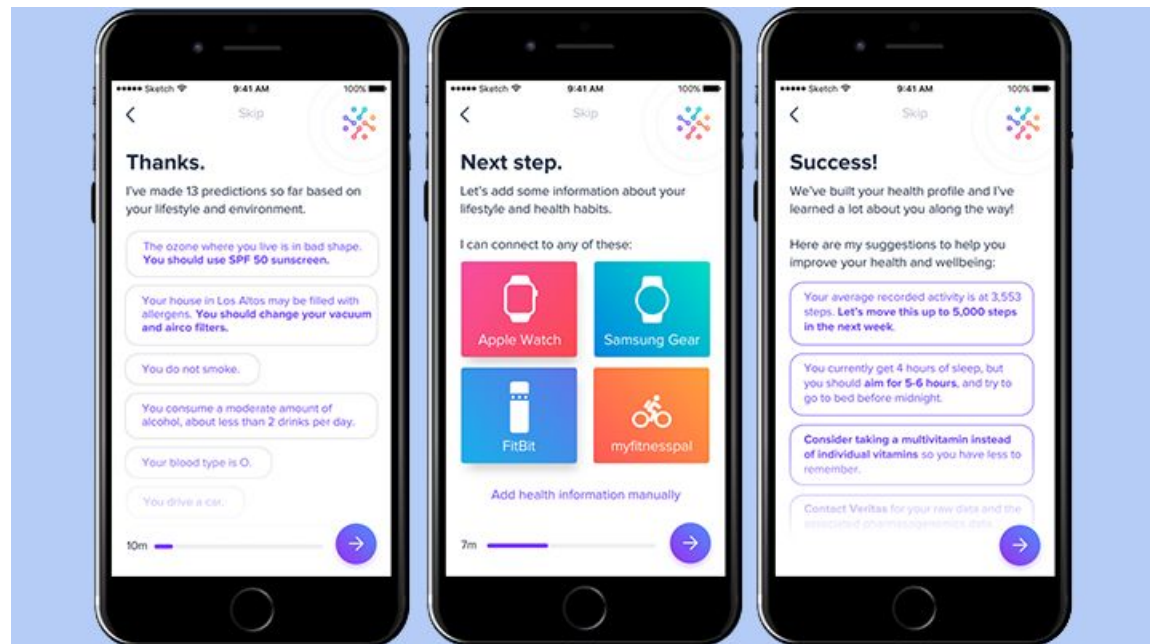 Sketch 9:41 AM 100%
Skip
Thanks.
I've made 13 predictions so far based on
your lifestyle and environment.
The ozone where you live is in bad shape.
You should use SPF 50 sunscreen.
Your house in Los Altos may be filled with
allergens. You should change your vacuum
and airco filters.
You do not smoke.
You consume a moderate amount of
alcohol, about less than 2 drinks per day.
Your blood type is O.
You drive a car.
10m
Sketch 9:41 AM 100%
Skip
Next step.
Let's add some information about your
lifestyle and health habits.
I can connect to any of these:
Apple Watch
Samsung Gear
FitBit
myfitnesspal
Add health information manually
7m
Sketch 9:41 AM 100%
Skip
Success!
We've built your health profile and I've
learned a lot about you along the way!
Here are my suggestions to help you
improve your health and wellbeing:
Your average recorded activity is at 3,553
steps. Let's move this up to 5,000 steps
in the next week.
You currently get 4 hours of sleep, but
you should aim for 5-6 hours, and try to
go to bed before midnight.
Consider taking a multivitamin instead
of individual vitamins so you have less to
remember.
Contact Veritas for your raw data and the
associated pharmacogenomics data.